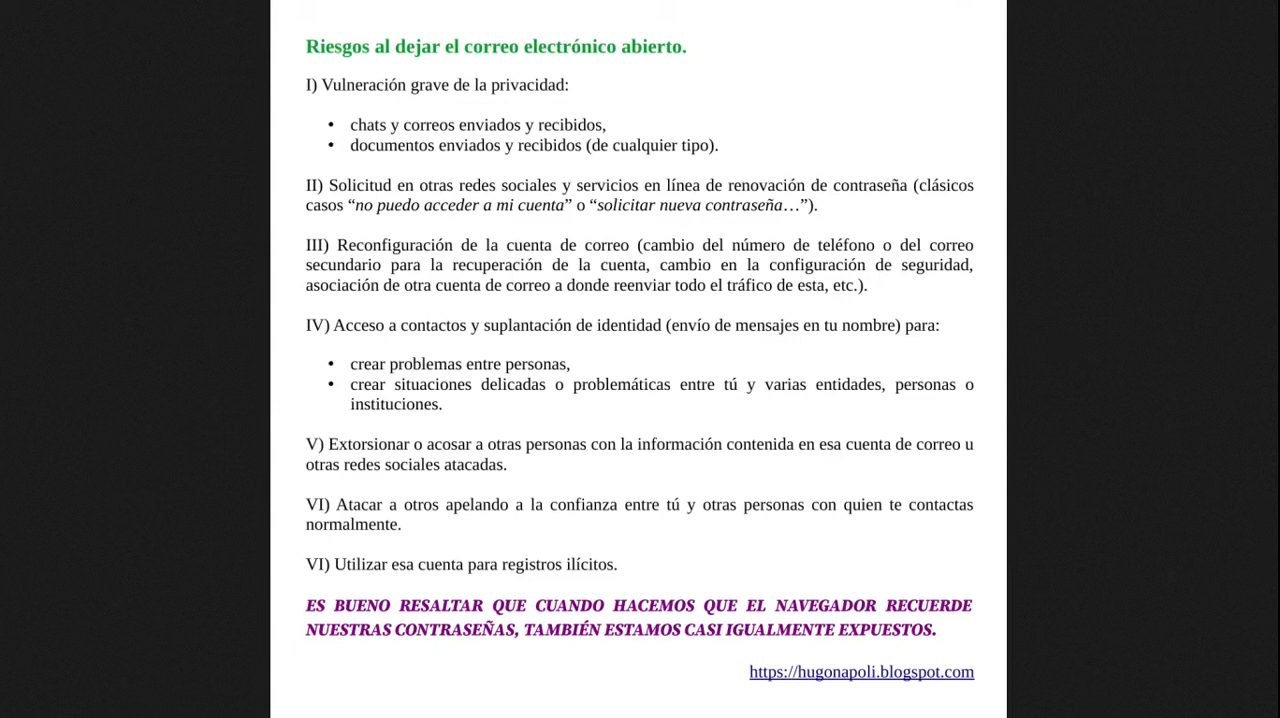 Riesgos al dejar el correo electrónico abierto.
I) Vulneración grave de la privacidad:
• chats y correos enviados y recibidos,
• documentos enviados y recibidos (de cualquier tipo).
II) Solicitud en otras redes sociales y servicios en línea de renovación de contraseña (clásicos
casos “no puedo acceder a mi cuenta” o “solicitar nueva contraseña…”).
III) Reconfiguración de la cuenta de correo (cambio del número de teléfono o del correo
secundario para la recuperación de la cuenta, cambio en la configuración de seguridad,
asociación de otra cuenta de correo a donde reenviar todo el tráfico de esta, etc.).
IV) Acceso a contactos y suplantación de identidad (envío de mensajes en tu nombre) para:
• crear problemas entre personas,
• crear situaciones delicadas o problemáticas entre tú y varias entidades, personas o
instituciones.
V) Extorsionar o acosar a otras personas con la información contenida en esa cuenta de correo u
otras redes sociales atacadas.
VI) Atacar a otros apelando a la confianza entre tú y otras personas con quien te contactas
normalmente.
VI) Utilizar esa cuenta para registros ilícitos.
ES BUENO RESALTAR QUE CUANDO HACEMOS QUE EL NAVEGADOR RECUERDE
NUESTRAS CONTRASEÑAS, TAMBIÉN ESTAMOS CASI IGUALMENTE EXPUESTOS.
https://hugonapoli.blogspot.com